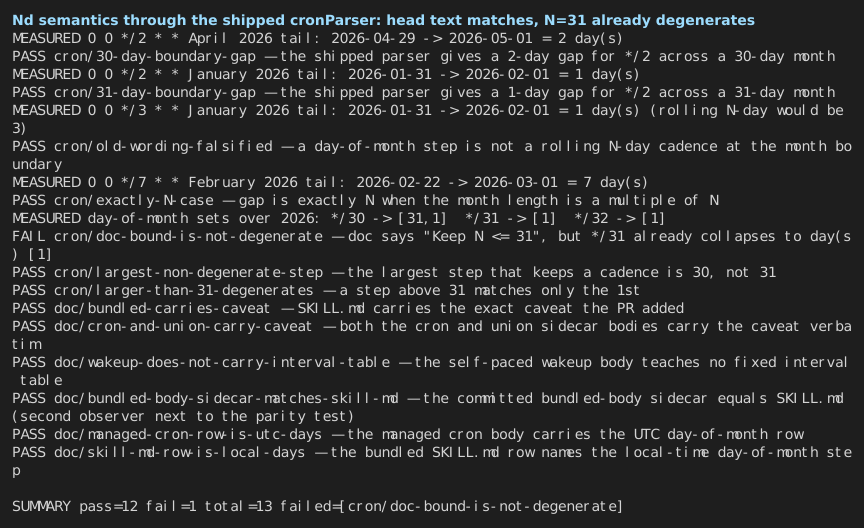 Nd semantics through the shipped cronParser: head text matches, N=31 already degenerates
MEASURED 0 0 */2 * * April 2026 tail: 2026-04-29 -> 2026-05-01 = 2 day(s)
PASS cron/30-day-boundary-gap — the shipped parser gives a 2-day gap for */2 across a 30-day month
MEASURED 0 0 */2 * * January 2026 tail: 2026-01-31 -> 2026-02-01 = 1 day(s)
PASS cron/31-day-boundary-gap — the shipped parser gives a 1-day gap for */2 across a 31-day month
MEASURED 0 0 */3 * * January 2026 tail: 2026-01-31 -> 2026-02-01 = 1 day(s) (rolling N-day would be
3)
PASS cron/old-wording-falsified — a day-of-month step is not a rolling N-day cadence at the month bo
undary
MEASURED 0 0 */7 * * February 2026 tail: 2026-02-22 -> 2026-03-01 = 7 day(s)
PASS cron/exactly-N-case — gap is exactly N when the month length is a multiple of N
MEASURED day-of-month sets over 2026: */30 -> [31,1]  */31 -> [1]  */32 -> [1]
FAIL cron/doc-bound-is-not-degenerate — doc says "Keep N <= 31", but */31 already collapses to day(s
) [1]
PASS cron/largest-non-degenerate-step — the largest step that keeps a cadence is 30, not 31
PASS cron/larger-than-31-degenerates — a step above 31 matches only the 1st
PASS doc/bundled-carries-caveat — SKILL.md carries the exact caveat the PR added
PASS doc/cron-and-union-carry-caveat — both the cron and union sidecar bodies carry the caveat verba
tim
PASS doc/wakeup-does-not-carry-interval-table — the self-paced wakeup body teaches no fixed interval
table
PASS doc/bundled-body-sidecar-matches-skill-md — the committed bundled-body sidecar equals SKILL.md
(second observer next to the parity test)
PASS doc/managed-cron-row-is-utc-days — the managed cron body carries the UTC day-of-month row
PASS doc/skill-md-row-is-local-days — the bundled SKILL.md row names the local-time day-of-month ste
p
SUMMARY pass=12 fail=1 total=13 failed=[cron/doc-bound-is-not-degenerate]